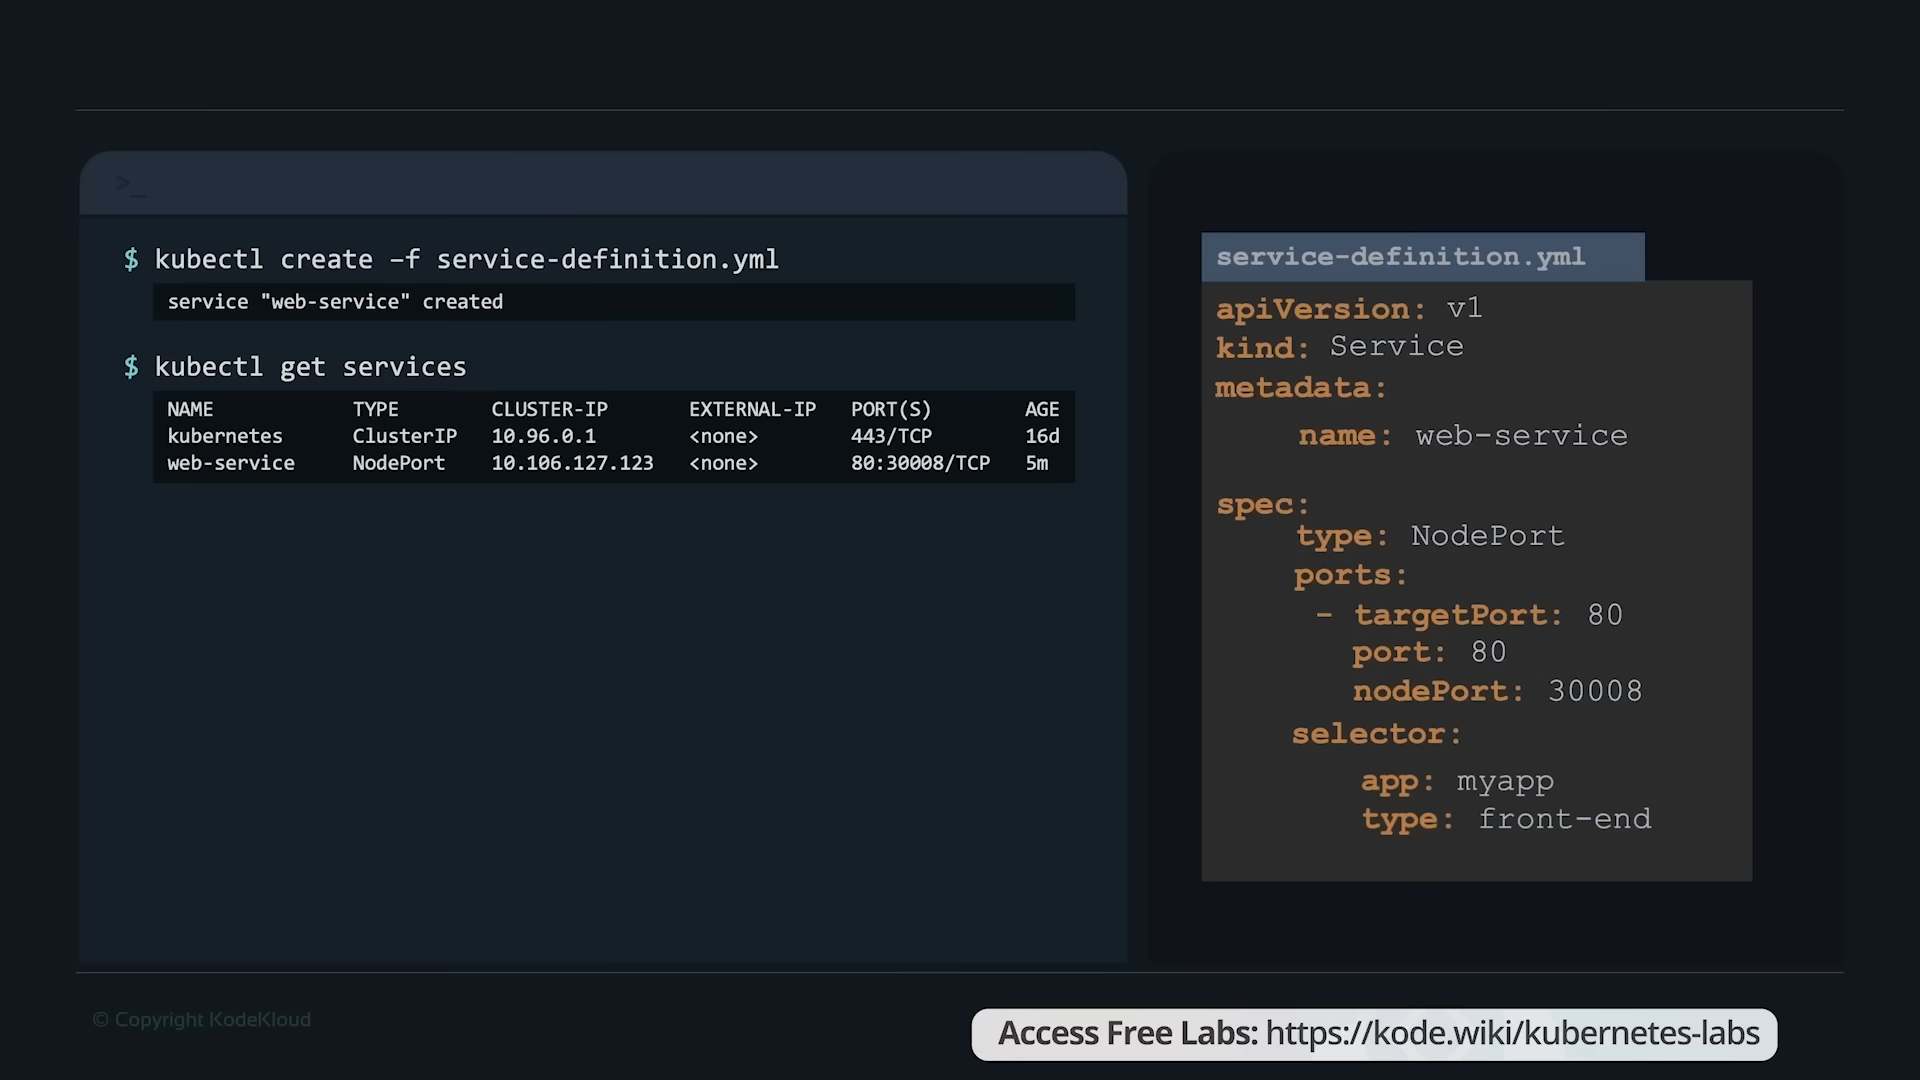 >_
$ kubectl create –f service-definition.yml
service "web-service" created
$ kubectl get services
NAME TYPE CLUSTER-IP EXTERNAL-IP PORT(S) AGE
kubernetes ClusterIP 10.96.0.1 <none> 443/TCP 16d
web-service NodePort 10.106.127.123 <none> 80:30008/TCP 5m
service-definition.yml
apiVersion: v1
kind: Service
metadata:
name: web-service
spec:
type: NodePort
ports:
- targetPort: 80
port: 80
nodePort: 30008
selector:
app: myapp
type: front-end
© Copyright KodeKloud
Access Free Labs: https://kode.wiki/kubernetes-labs